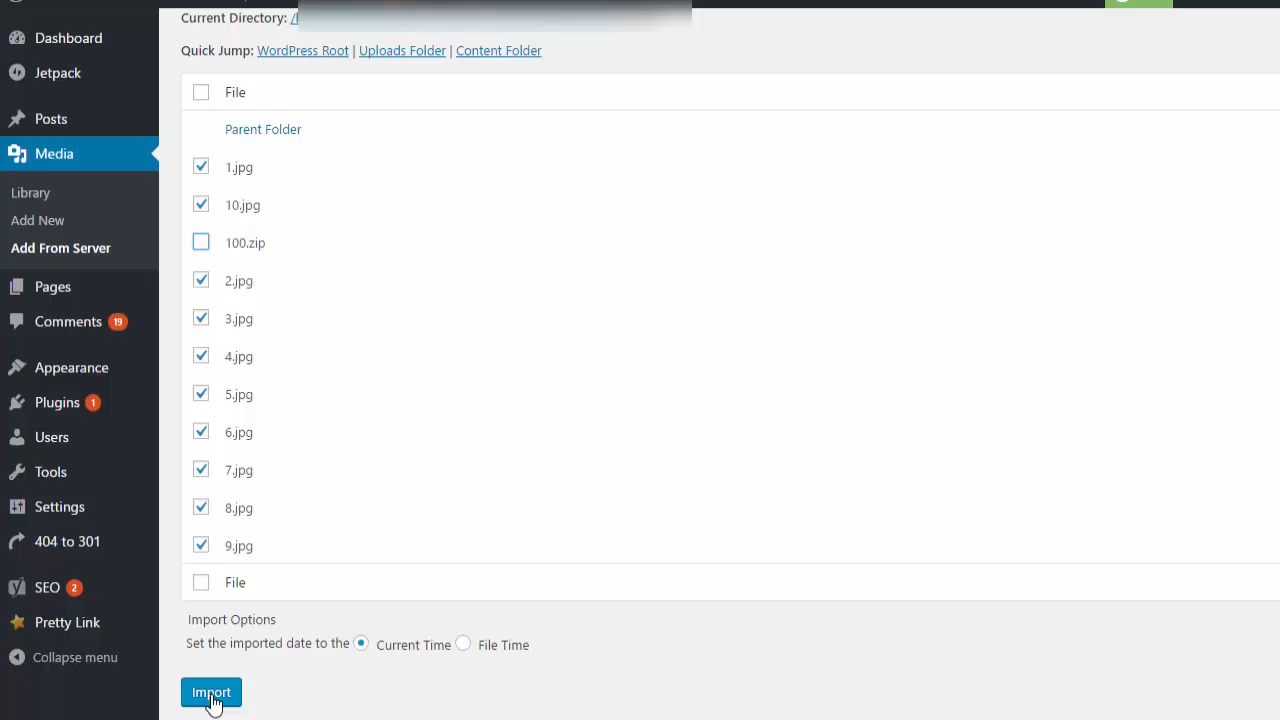 Current Directory: /
Quick Jump: WordPress Root | Uploads Folder | Content Folder
Dashboard
Jetpack
Posts
Media
Library
Add New
Add From Server
Pages
Comments 19
Appearance
Plugins 1
Users
Tools
Settings
404 to 301
SEO 2
Pretty Link
Collapse menu
File
Parent Folder
1.jpg
10.jpg
100.zip
2.jpg
3.jpg
4.jpg
5.jpg
6.jpg
7.jpg
8.jpg
9.jpg
File
Import Options
Set the imported date to the Current Time File Time
Import